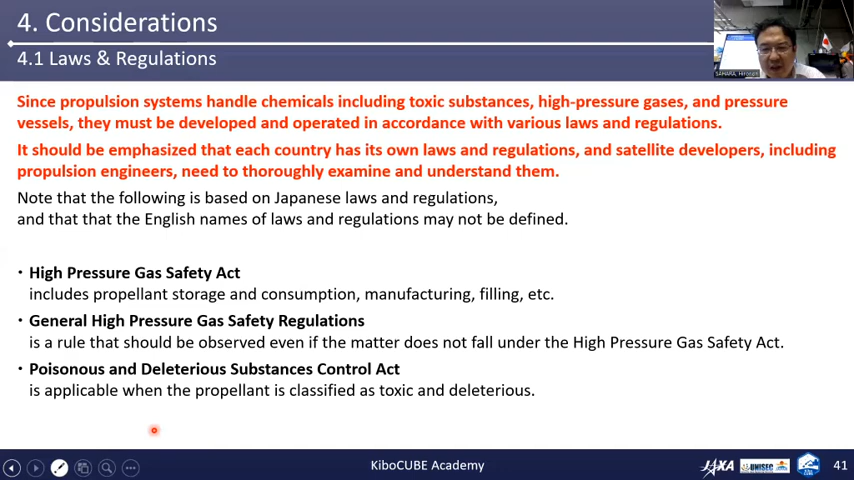 4. Considerations
4.1 Laws & Regulations
SAHARA, Hironori
Since propulsion systems handle chemicals including toxic substances, high-pressure gases, and pressure
vessels, they must be developed and operated in accordance with various laws and regulations.
It should be emphasized that each country has its own laws and regulations, and satellite developers, including
propulsion engineers, need to thoroughly examine and understand them.
Note that the following is based on Japanese laws and regulations,
and that that the English names of laws and regulations may not be defined.
・High Pressure Gas Safety Act
includes propellant storage and consumption, manufacturing, filling, etc.
・General High Pressure Gas Safety Regulations
is a rule that should be observed even if the matter does not fall under the High Pressure Gas Safety Act.
・Poisonous and Deleterious Substances Control Act
is applicable when the propellant is classified as toxic and deleterious.
KiboCUBE Academy
JAXA
UNISEC
41